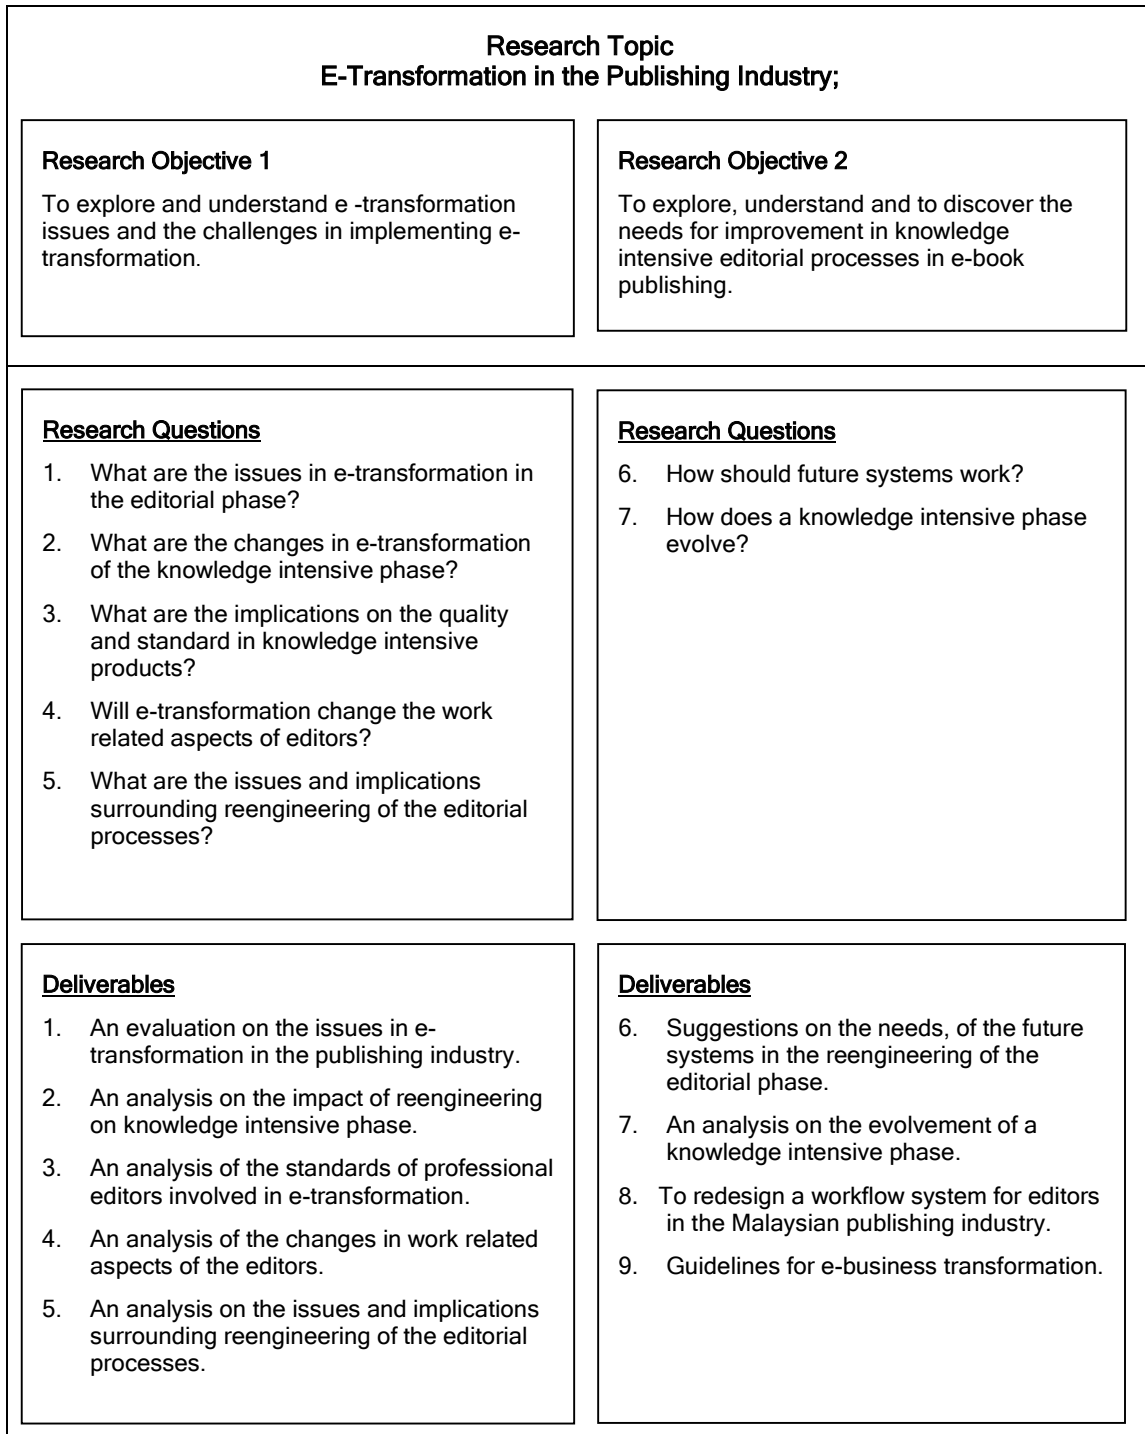 Research Topic
E-Transformation in the Publishing Industry;
Research Objective 1
To explore and understand e -transformation
issues and the challenges in implementing e-
transformation.
Research Objective 2
To explore, understand and to discover the
needs for improvement in knowledge
intensive editorial processes in e-book
publishing.
Research Questions
1. What are the issues in e-transformation in
the editorial phase?
2. What are the changes in e-transformation
of the knowledge intensive phase?
3. What are the implications on the quality
and standard in knowledge intensive
products?
4. Will e-transformation change the work
related aspects of editors?
5. What are the issues and implications
surrounding reengineering of the editorial
processes?
Research Questions
6. How should future systems work?
7. How does a knowledge intensive phase
evolve?
Deliverables
1. An evaluation on the issues in e-
transformation in the publishing industry.
2. An analysis on the impact of reengineering
on knowledge intensive phase.
3. An analysis of the standards of professional
editors involved in e-transformation.
4. An analysis of the changes in work related
aspects of the editors.
5. An analysis on the issues and implications
surrounding reengineering of the editorial
processes.
Deliverables
6. Suggestions on the needs, of the future
systems in the reengineering of the
editorial phase.
7. An analysis on the evolvement of a
knowledge intensive phase.
8. To redesign a workflow system for editors
in the Malaysian publishing industry.
9. Guidelines for e-business transformation.